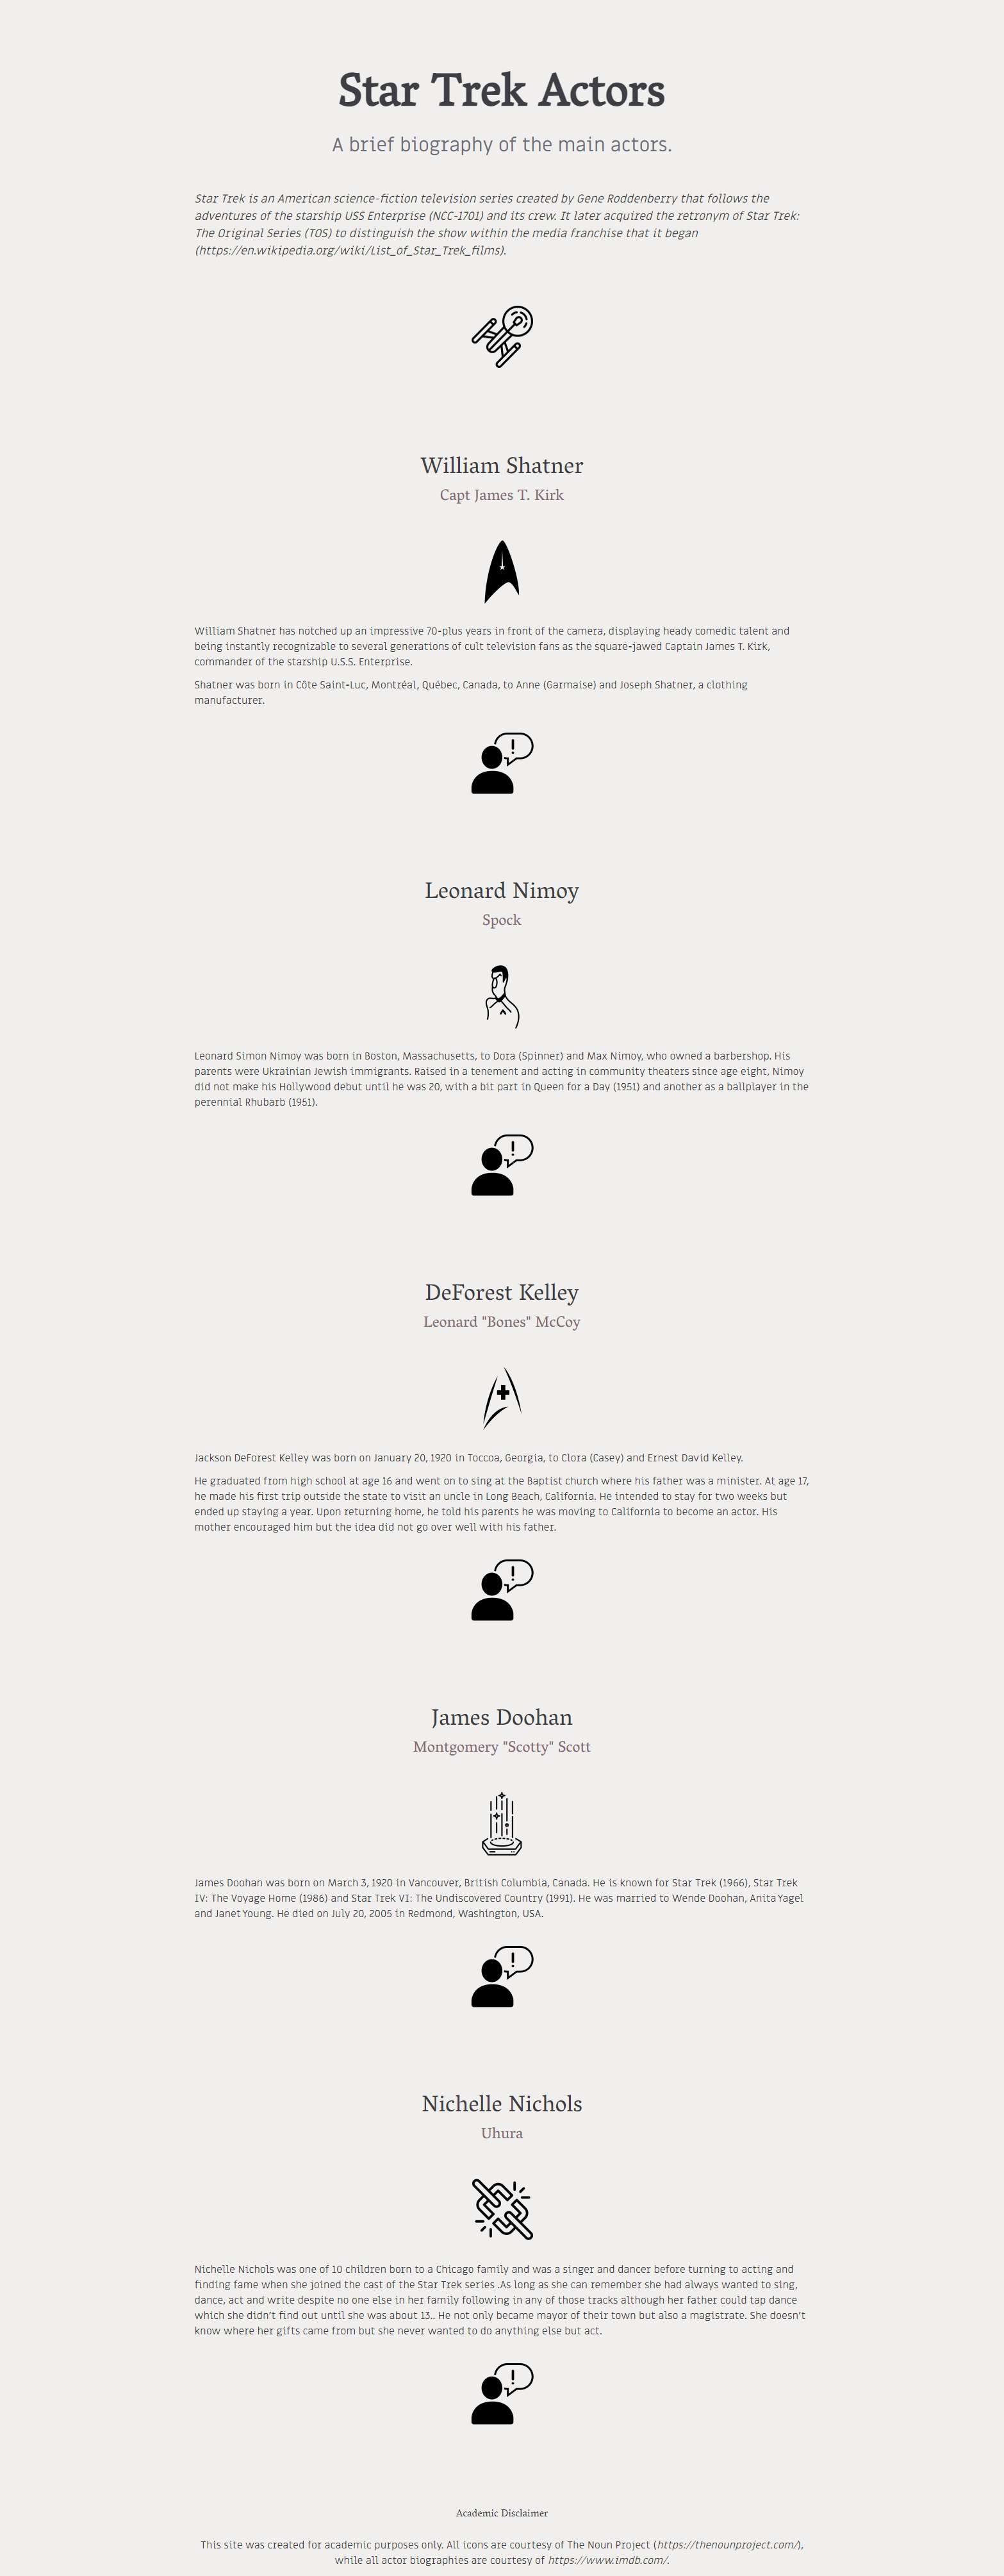 Star Trek Actors
A brief biography of the main actors.
Star Trek is an American science-fiction television series created by Gene Roddenberry that follows the
adventures of the starship USS Enterprise (NCC-1701) and its crew. It later acquired the retronym of Star Trek:
The Original Series (TOS) to distinguish the show within the media franchise that it began
(https://en.wikipedia.org/wiki/List_of_Star_Trek_films).
William Shatner
Capt James T. Kirk
William Shatner has notched up an impressive 70-plus years in front of the camera, displaying heady comedic talent and
being instantly recognizable to several generations of cult television fans as the square-jawed Captain James T. Kirk,
commander of the starship U.S.S. Enterprise.
Shatner was born in Côte Saint-Luc, Montréal, Québec, Canada, to Anne (Garmaise) and Joseph Shatner, a clothing
manufacturer.
!
Leonard Nimoy
Spock
Leonard Simon Nimoy was born in Boston, Massachusetts, to Dora (Spinner) and Max Nimoy, who owned a barbershop. His
parents were Ukrainian Jewish immigrants. Raised in a tenement and acting in community theaters since age eight, Nimoy
did not make his Hollywood debut until he was 20, with a bit part in Queen for a Day (1951) and another as a ballplayer in the
perennial Rhubarb (1951).
!
DeForest Kelley
Leonard "Bones" McCoy
Jackson DeForest Kelley was born on January 20, 1920 in Toccoa, Georgia, to Clora (Casey) and Ernest David Kelley.
He graduated from high school at age 16 and went on to sing at the Baptist church where his father was a minister. At age 17,
he made his first trip outside the state to visit an uncle in Long Beach, California. He intended to stay for two weeks but
ended up staying a year. Upon returning home, he told his parents he was moving to California to become an actor. His
mother encouraged him but the idea did not go over well with his father.
!
James Doohan
Montgomery "Scotty" Scott
James Doohan was born on March 3, 1920 in Vancouver, British Columbia, Canada. He is known for Star Trek (1966), Star Trek
IV: The Voyage Home (1986) and Star Trek VI: The Undiscovered Country (1991). He was married to Wende Doohan, Anita Yagel
and Janet Young. He died on July 20, 2005 in Redmond, Washington, USA.
!
Nichelle Nichols
Uhura
Nichelle Nichols was one of 10 children born to a Chicago family and was a singer and dancer before turning to acting and
finding fame when she joined the cast of the Star Trek series .As long as she can remember she had always wanted to sing,
dance, act and write despite no one else in her family following in any of those tracks although her father could tap dance
which she didn't find out until she was about 13.. He not only became mayor of their town but also a magistrate. She doesn't
know where her gifts came from but she never wanted to do anything else but act.
!
Academic Disclaimer
This site was created for academic purposes only. All icons are courtesy of The Noun Project (https://thenounproject.com/),
while all actor biographies are courtesy of https://www.imdb.com/.